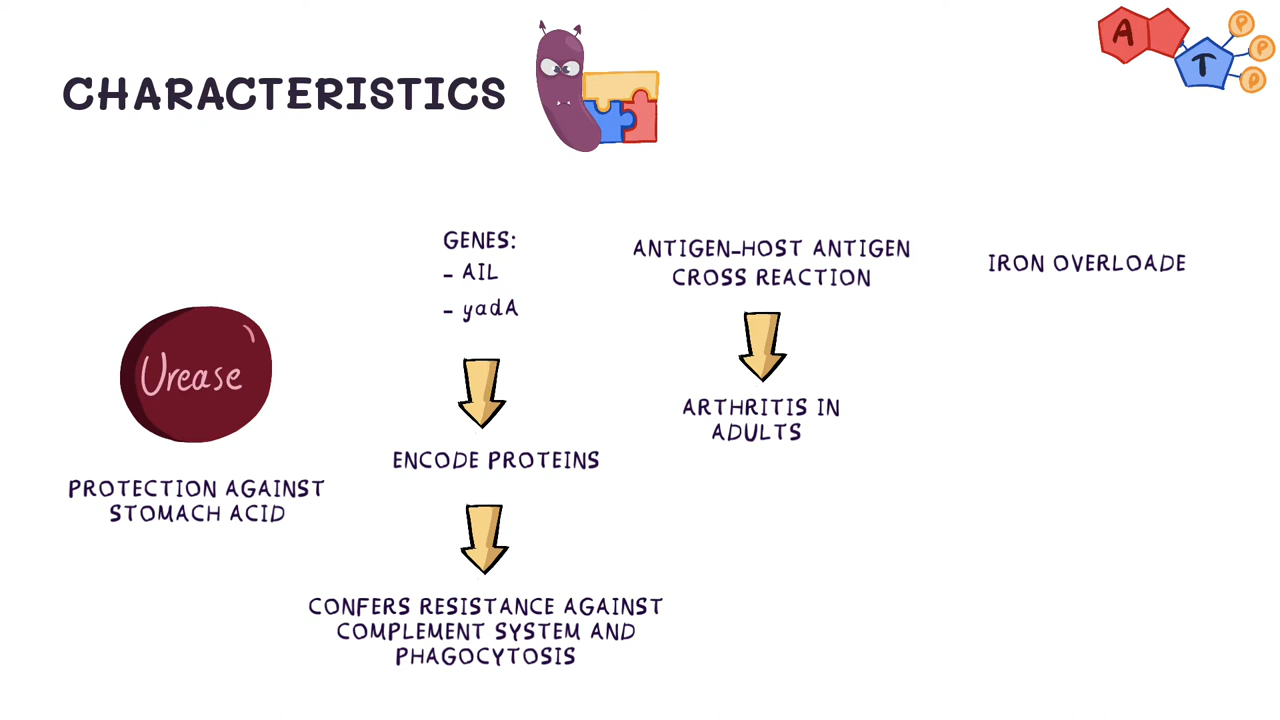 CHARACTERISTICS
A
T
P
P
P
Urease
PROTECTION AGAINST
STOMACH ACID
GENES:
- AIL
- yadA
ENCODE PROTEINS
CONFERS RESISTANCE AGAINST
COMPLEMENT SYSTEM AND
PHAGOCYTOSIS
ANTIGEN-HOST ANTIGEN
CROSS REACTION
ARTHRITIS IN
ADULTS
IRON OVERLOADE